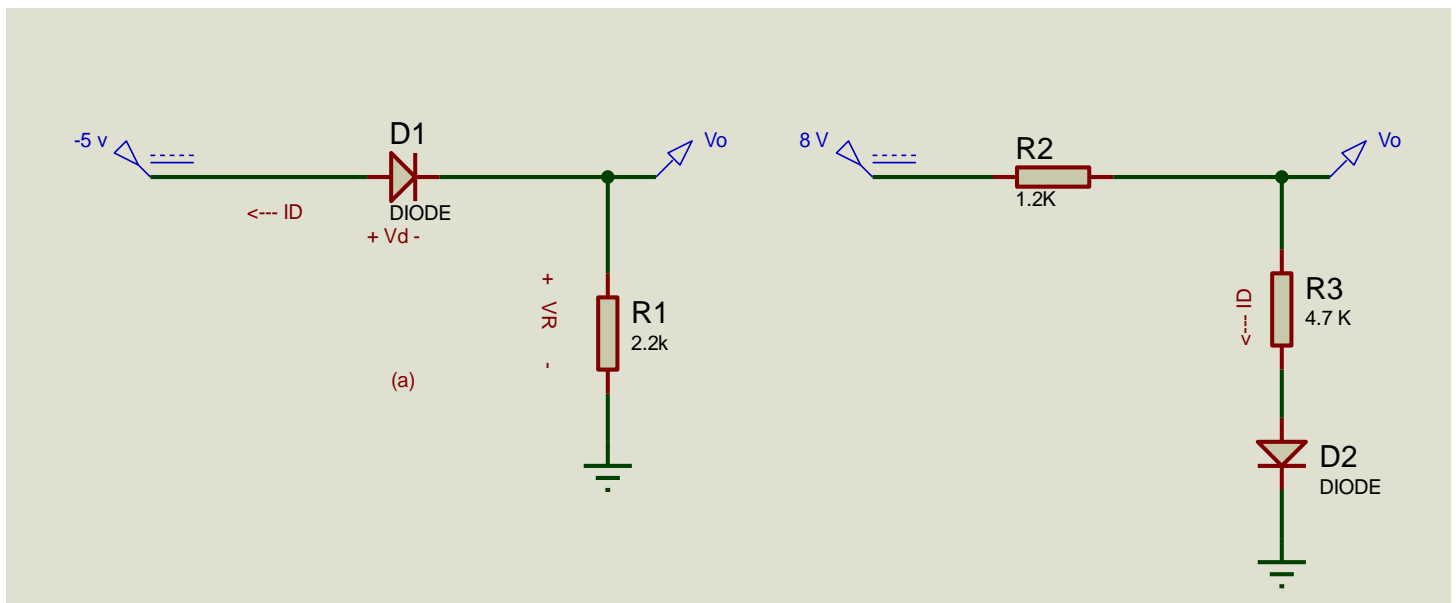 -5 v
D1
DIODE
<--- ID
+ Vd -
Vo
+ VR -
R1
2.2k
(a)
8 V
R2
1.2K
Vo
<--- ID
R3
4.7 K
D2
DIODE